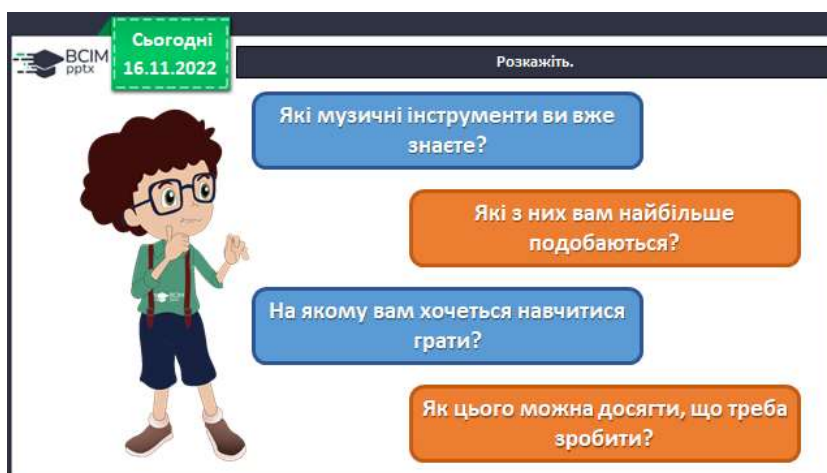 Сьогодні
16.11.2022
BCIM
pptx
Розкажіть.
Які музичні інструменти ви вже
знаєте?
Які з них вам найбільше
подобаються?
На якому вам хочеться навчитися
грати?
Як цього можна досягти, що треба
зробити?